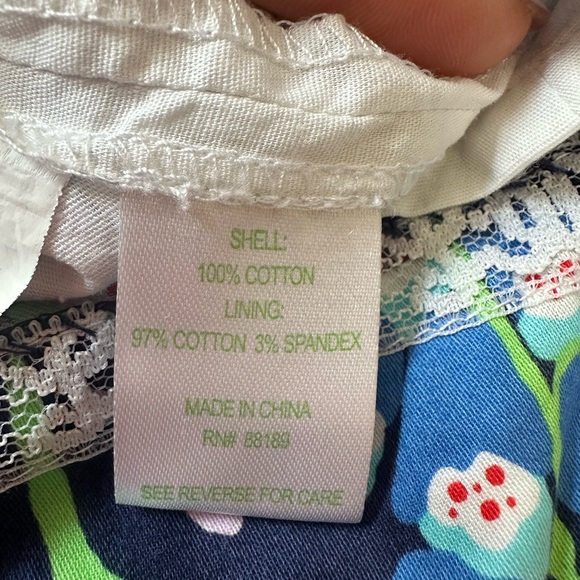 SHELL:
100% COTTON
LINING:
97% COTTON 3% SPANDEX
MADE IN CHINA
RN# 88189
SEE REVERSE FOR CARE